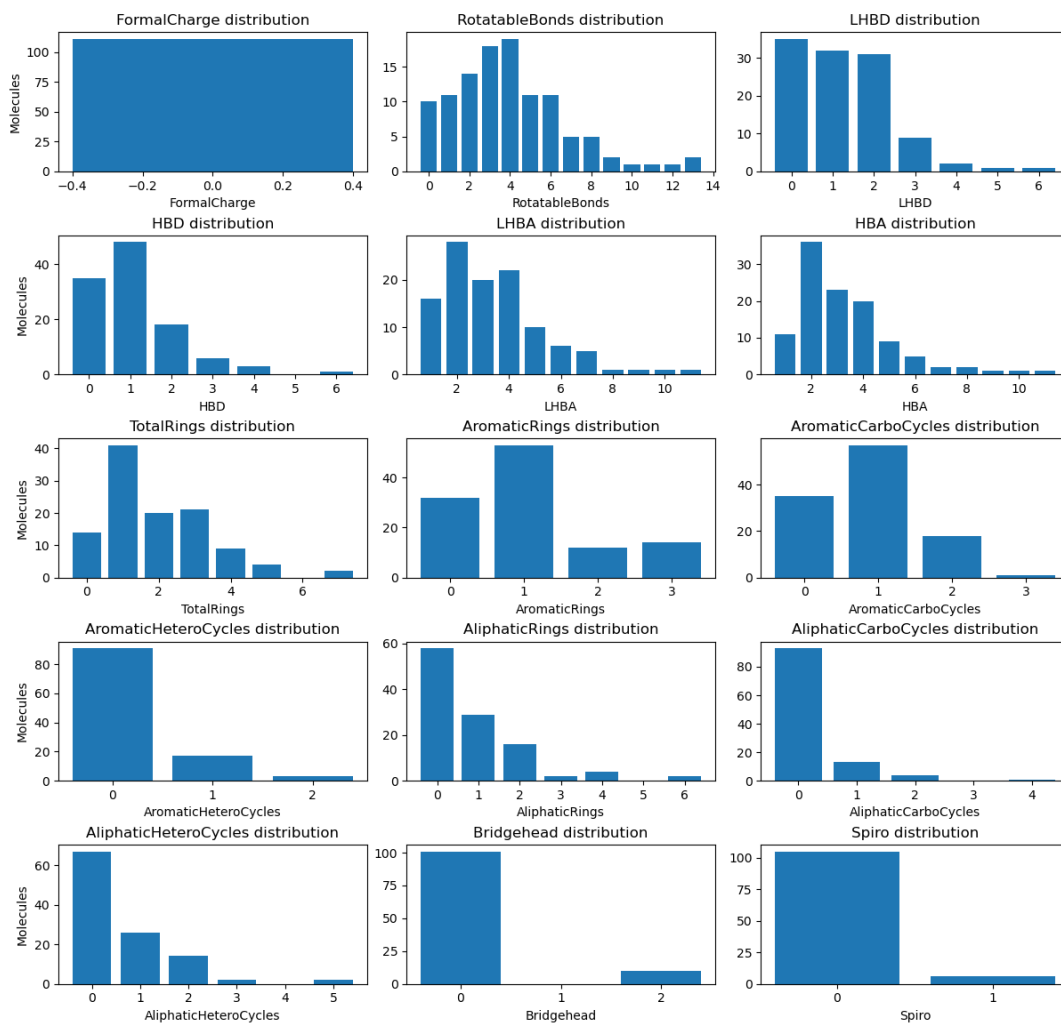 FormalCharge distribution
RotatableBonds distribution
LHBD distribution
Molecules
100
75
50
25
0
−0.4 −0.2 0.0 0.2 0.4
FormalCharge
15
10
5
0
0 2 4 6 8 10 12 14
RotatableBonds
30
20
10
0
0 1 2 3 4 5 6
LHBD
HBD distribution
LHBA distribution
HBA distribution
Molecules
40
20
0
0 1 2 3 4 5 6
HBD
20
10
0
2 4 6 8 10
LHBA
30
20
10
0
2 4 6 8 10
HBA
TotalRings distribution
AromaticRings distribution
AromaticCarboCycles distribution
Molecules
40
30
20
10
0
0 2 4 6
TotalRings
40
20
0
0 1 2 3
AromaticRings
40
20
0
0 1 2 3
AromaticCarboCycles
AromaticHeteroCycles distribution
AliphaticRings distribution
AliphaticCarboCycles distribution
Molecules
80
60
40
20
0
0 1 2
AromaticHeteroCycles
60
40
20
0
0 1 2 3 4 5 6
AliphaticRings
80
60
40
20
0
0 1 2 3 4
AliphaticCarboCycles
AliphaticHeteroCycles distribution
Bridgehead distribution
Spiro distribution
Molecules
60
40
20
0
0 1 2 3 4 5
AliphaticHeteroCycles
100
75
50
25
0
0 1 2
Bridgehead
100
75
50
25
0
0 1
Spiro